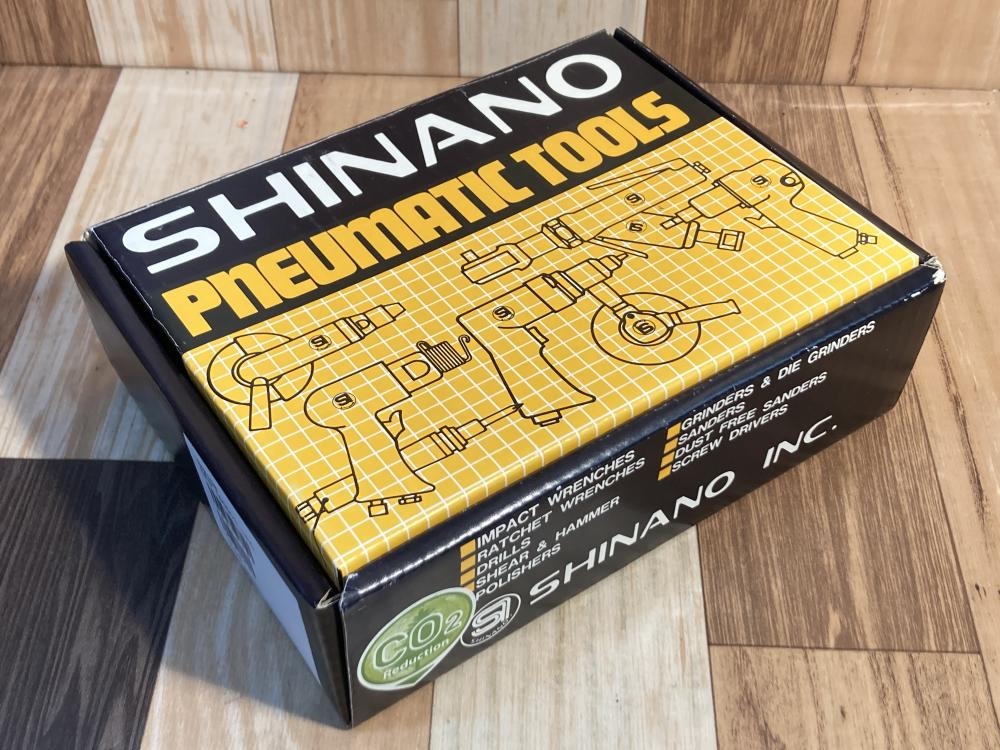 SHINANO
PNEUMATIC TOOLS
IMPACT WRENCHES
RATCHET WRENCHES
DRILLS
SHEAR & HAMMER
POLISHERS
GRINDERS & DIE GRINDERS
SANDERS
DUST FREE SANDERS
SCREW DRIVERS
CO2
Reduction
SHINANO
SHINANO INC.